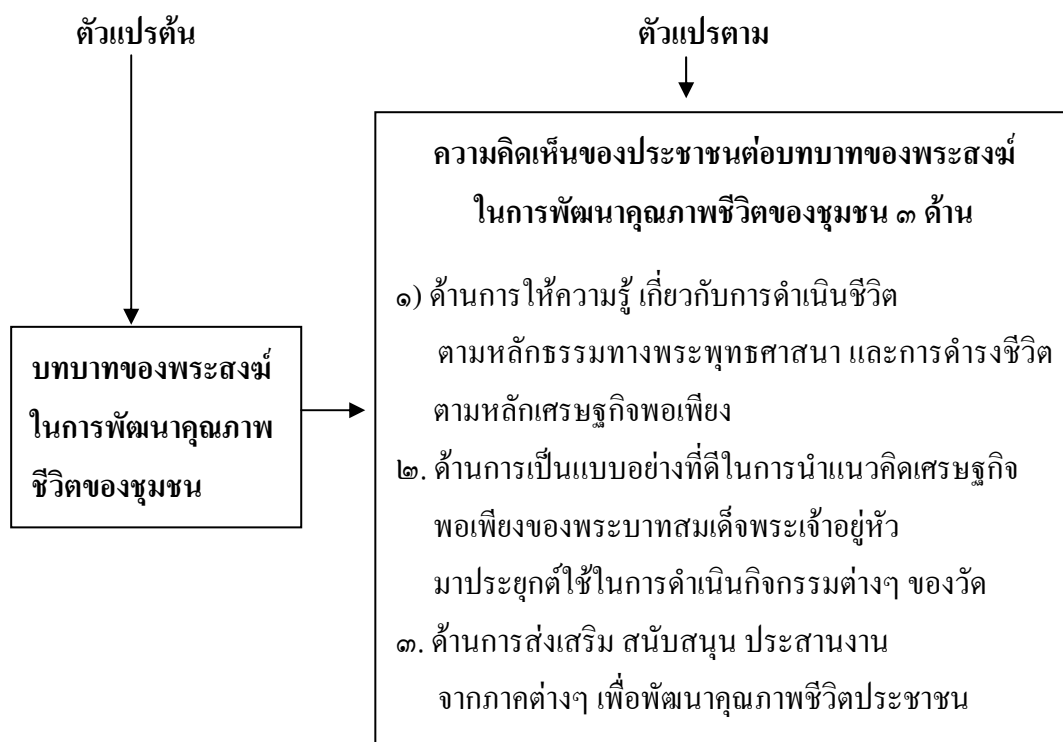 ตัวแปรต้น
ตัวแปรตาม
บทบาทของพระสงฆ์
ในการพัฒนาคุณภาพ
ชีวิตของชุมชน
ความคิดเห็นของประชาชนต่อบทบาทของพระสงฆ์
ในการพัฒนาคุณภาพชีวิตของชุมชน ๓ ด้าน
๑) ด้านการให้ความรู้ เกี่ยวกับการดำเนินชีวิต
ตามหลักธรรมทางพระพุทธศาสนา และการดำรงชีวิต
ตามหลักเศรษฐกิจพอเพียง
๒. ด้านการเป็นแบบอย่างที่ดีในการนำแนวคิดเศรษฐกิจ
พอเพียงของพระบาทสมเด็จพระเจ้าอยู่หัว
มาประยุกต์ใช้ในการดำเนินกิจกรรมต่างๆ ของวัด
๓. ด้านการส่งเสริม สนับสนุน ประสานงาน
จากภาคต่างๆ เพื่อพัฒนาคุณภาพชีวิตประชาชน